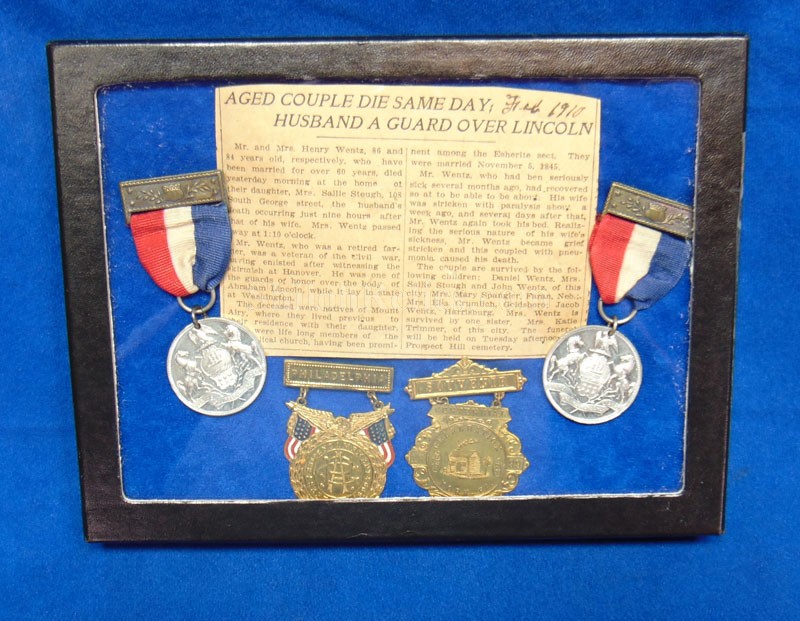 AGED COUPLE DIE SAME DAY; 1910
HUSBAND A GUARD OVER LINCOLN
Mr. and Mrs. Henry Wentz, 86 and
84 years old, respectively, who have
been married for over 60 years, died
yesterday morning at the home of
their daughter, Mrs. Sallie Stough, 108
South George street, the husband's
death occurring just nine hours after
that of his wife. Mrs. Wentz passed
away at 1:10 o'clock.
Mr. Wentz, who was a retired far-
mer, was a veteran of the civil war,
having enlisted after witnessing the
skirmish at Hanover. He was one of
the guards of honor over the body of
Abraham Lincoln, while it lay in state
at Washington.
The deceased were natives of Mount
Airy, where they lived previous to
residence with their daughter.
were life long members of the
church, having been promi-
nent among the Esherite sect. They
were married November 5, 1845.
Mr. Wentz, who had ben seriously
sick several months ago, had recovered
so at to be able to be about. His wife
was stricken with paralysis about a
week ago, and several days after that,
Mr. Wentz again took his bed. Realiz-
ing the serious nature of his wife's
sickness, Mr. Wentz became grief
stricken and this coupled with pneu-
monia caused his death.
The couple are survived by the fol-
lowing children: Daniel Wentz, Mrs.
Sallie Stough and John Wentz, of this
city; Mrs. Mary Spangler, Faran, Neb.,
Mrs. Ella Crumlich, Goldsboro; Jacob
Wentz, Harrisburg. Mrs. Wentz is
survived by one sister, Mrs. Katie
Trimmer, of this city. The funeral
will be held on Tuesday afternoon
Prospect Hill cemetery.
PHILADELPHIA
SOUVENIR